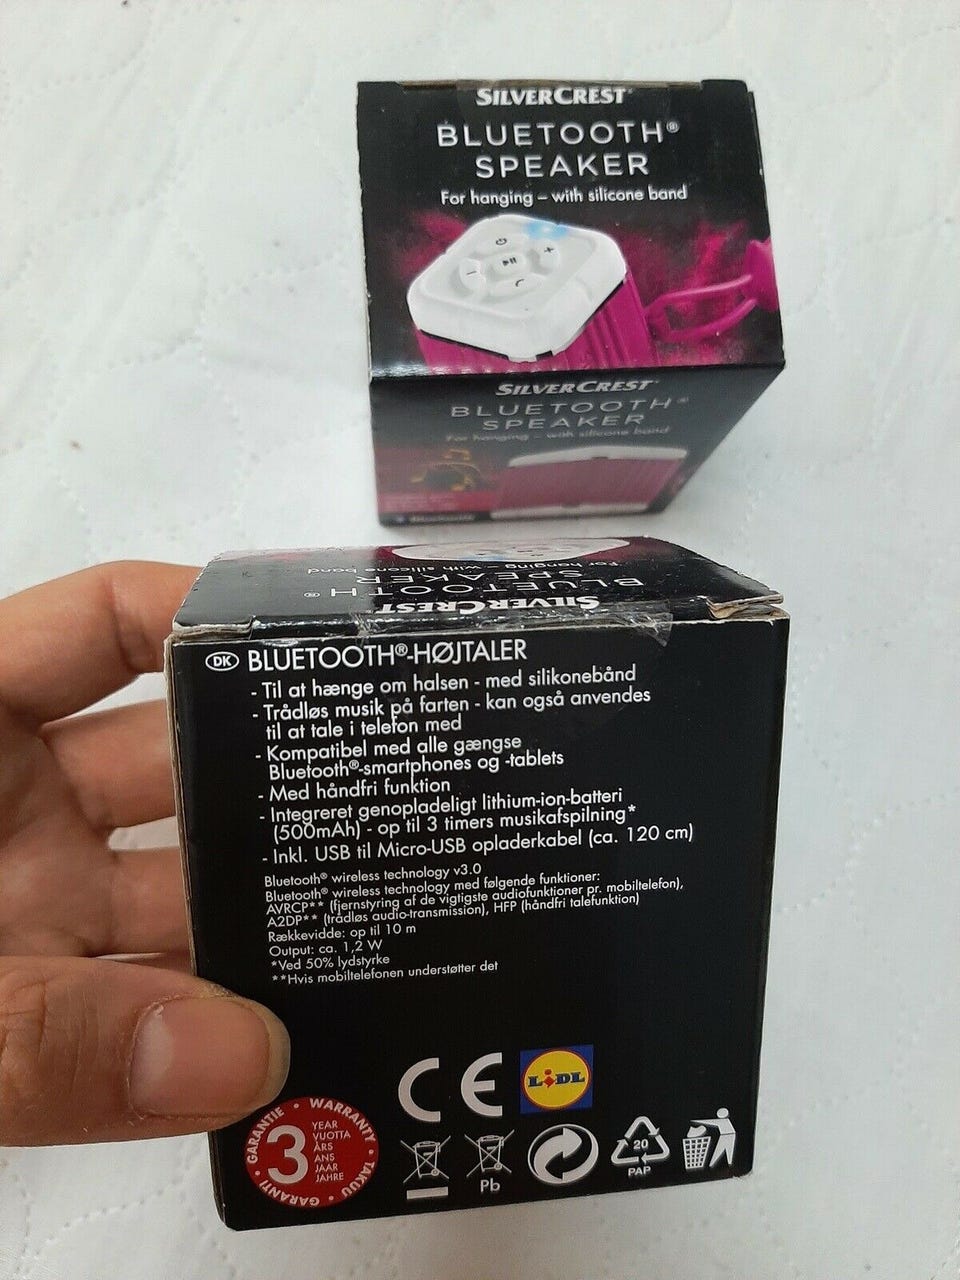 SILVERCREST®
BLUETOOTH®
SPEAKER
For hanging – with silicone band
SILVERCREST®
BLUETOOTH®
SPEAKER
For hanging – with silicone band
Bluetooth®
For hanging – with silicone band
BLUETOOTH®
SPEAKER
SILVERCREST
DK BLUETOOTH®-HØJTALER
- Til at hænge om halsen - med silikonebånd
- Trådløs musik på farten - kan også anvendes
til at tale i telefon med
- Kompatibel med alle gængse
Bluetooth®-smartphones og -tablets
- Med håndfri funktion
- Integreret genopladeligt lithium-ion-batteri
(500mAh) - op til 3 timers musikafspilning*
- Inkl. USB til Micro-USB opladerkabel (ca. 120 cm)
Bluetooth® wireless technology v3.0
Bluetooth® wireless technology med følgende funktioner:
AVRCP** (fjernstyring af de vigtigste audiofunktioner pr. mobiltelefon),
A2DP** (trådløs audio-transmission), HFP (håndfri talefunktion)
Rækkevidde: op til 10 m
Output: ca. 1,2 W
*Ved 50% lydstyrke
**Hvis mobiltelefonen understøtter det
CE
LIDL
GARANTIE • WARRANTY • TAKUU • GARANTI
3
YEAR
VUOTTA
ÅRS
ANS
JAAR
JAHRE
Pb
20
PAP